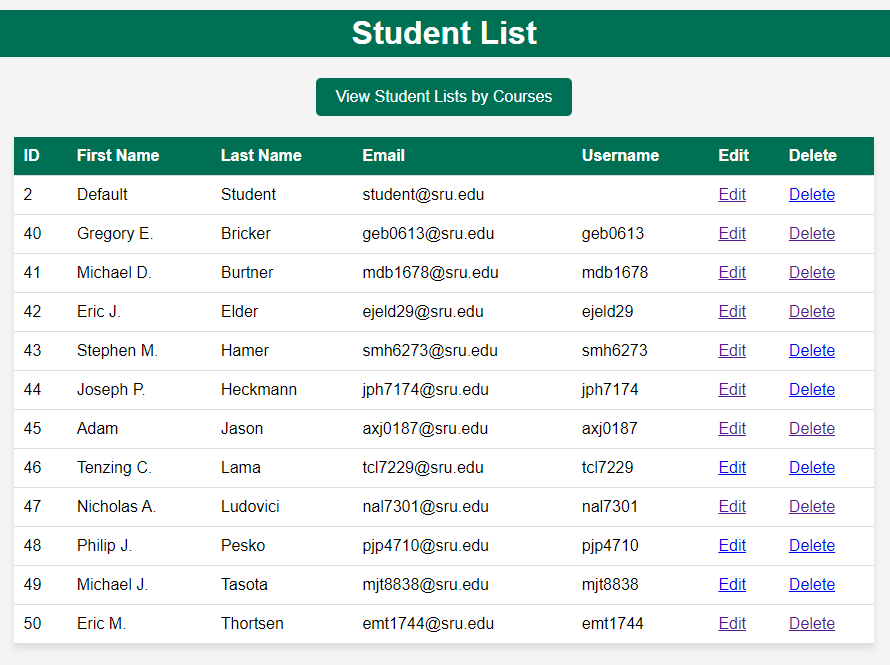 Student List
View Student Lists by Courses
ID First Name Last Name Email Username Edit Delete
2 Default Student student@sru.edu Edit Delete
40 Gregory E. Bricker geb0613@sru.edu geb0613 Edit Delete
41 Michael D. Burtner mdb1678@sru.edu mdb1678 Edit Delete
42 Eric J. Elder ejeld29@sru.edu ejeld29 Edit Delete
43 Stephen M. Hamer smh6273@sru.edu smh6273 Edit Delete
44 Joseph P. Heckmann jph7174@sru.edu jph7174 Edit Delete
45 Adam Jason axj0187@sru.edu axj0187 Edit Delete
46 Tenzing C. Lama tcl7229@sru.edu tcl7229 Edit Delete
47 Nicholas A. Ludovici nal7301@sru.edu nal7301 Edit Delete
48 Philip J. Pesko pjp4710@sru.edu pjp4710 Edit Delete
49 Michael J. Tasota mjt8838@sru.edu mjt8838 Edit Delete
50 Eric M. Thortsen emt1744@sru.edu emt1744 Edit Delete